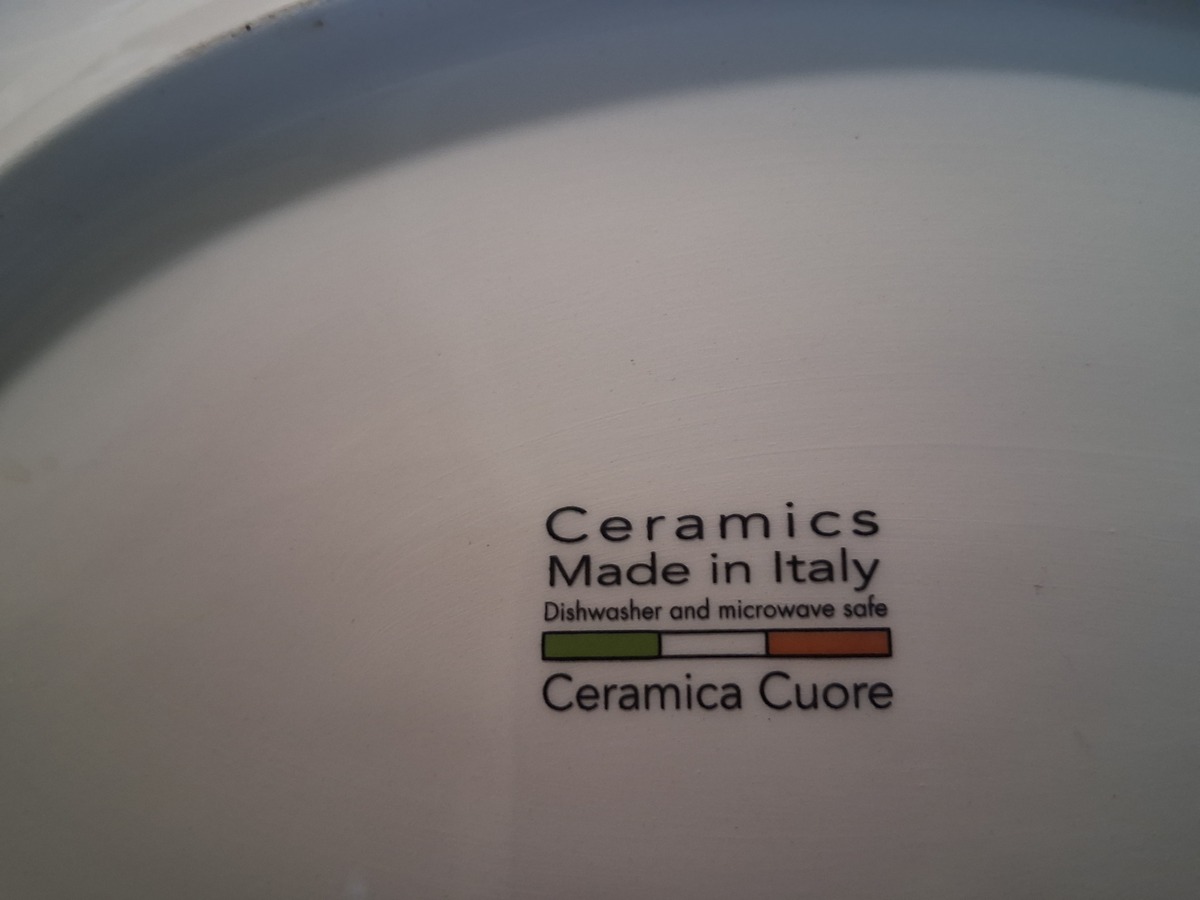 Ceramics
Made in Italy
Dishwasher and microwave safe
Ceramica Cuore